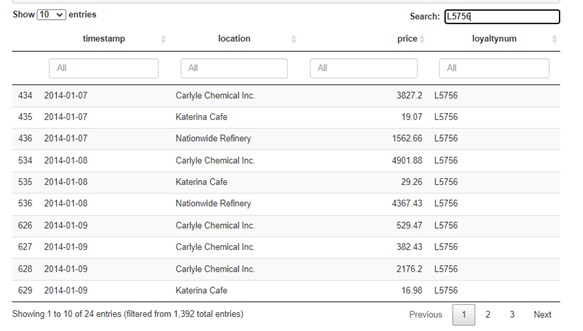 Show 10 entries Search: L5756
timestamp location price loyaltynum
All All All All
434 2014-01-07 Carlyle Chemical Inc. 3827.2 L5756
435 2014-01-07 Katerina Cafe 19.07 L5756
436 2014-01-07 Nationwide Refinery 1562.66 L5756
534 2014-01-08 Carlyle Chemical Inc. 4901.88 L5756
535 2014-01-08 Katerina Cafe 29.26 L5756
536 2014-01-08 Nationwide Refinery 4367.43 L5756
626 2014-01-09 Carlyle Chemical Inc. 529.47 L5756
627 2014-01-09 Carlyle Chemical Inc. 382.43 L5756
628 2014-01-09 Carlyle Chemical Inc. 2176.2 L5756
629 2014-01-09 Katerina Cafe 16.98 L5756
Showing 1 to 10 of 24 entries (filtered from 1,392 total entries) Previous 1 2 3 Next